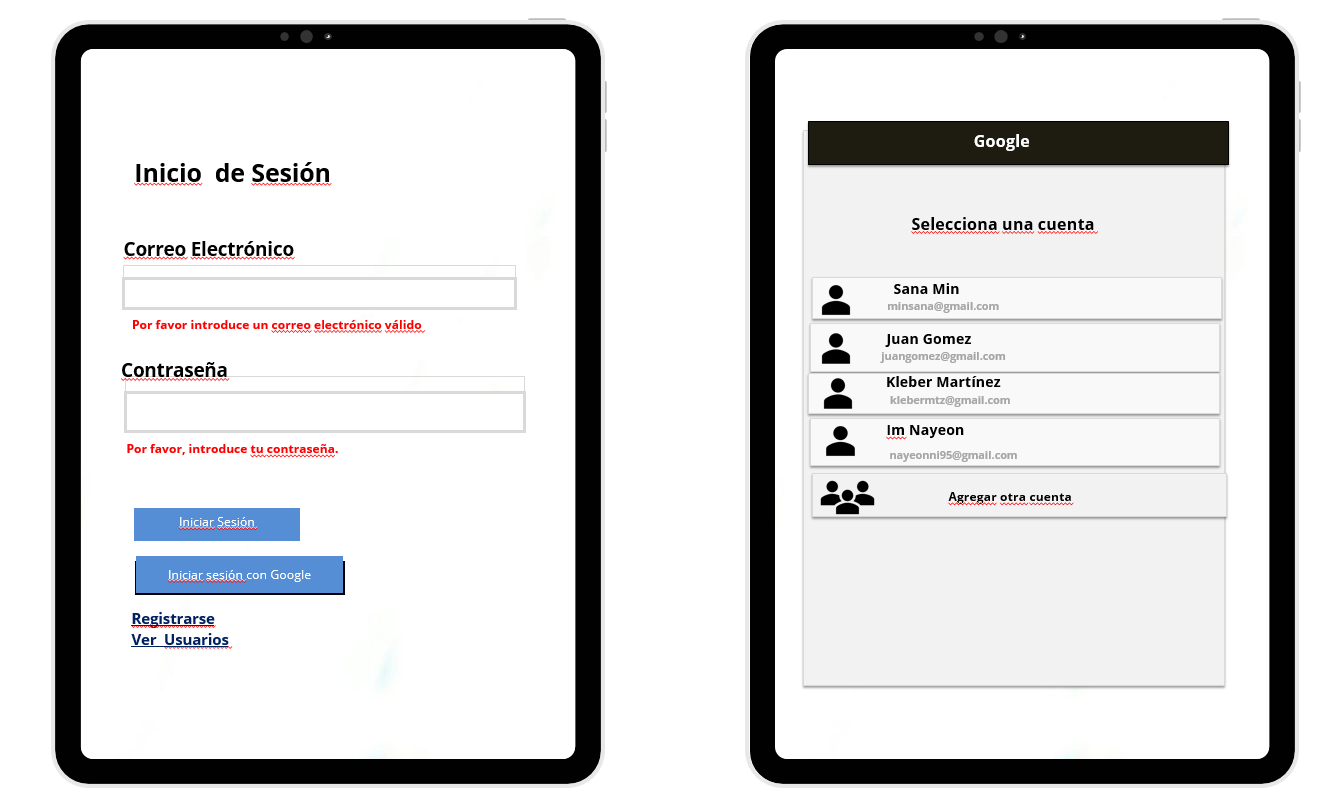 Inicio  de Sesión
Correo Electrónico
Por favor introduce un correo electrónico válido
Contraseña
Por favor, introduce tu contraseña.
Iniciar Sesión
Iniciar sesión con Google
Registrarse
Ver  Usuarios
Google
Selecciona una cuenta
Sana Min
minsana@gmail.com
Juan Gomez
juangomez@gmail.com
Kleber Martínez
klebermtz@gmail.com
Im Nayeon
nayeonni95@gmail.com
Agregar otra cuenta